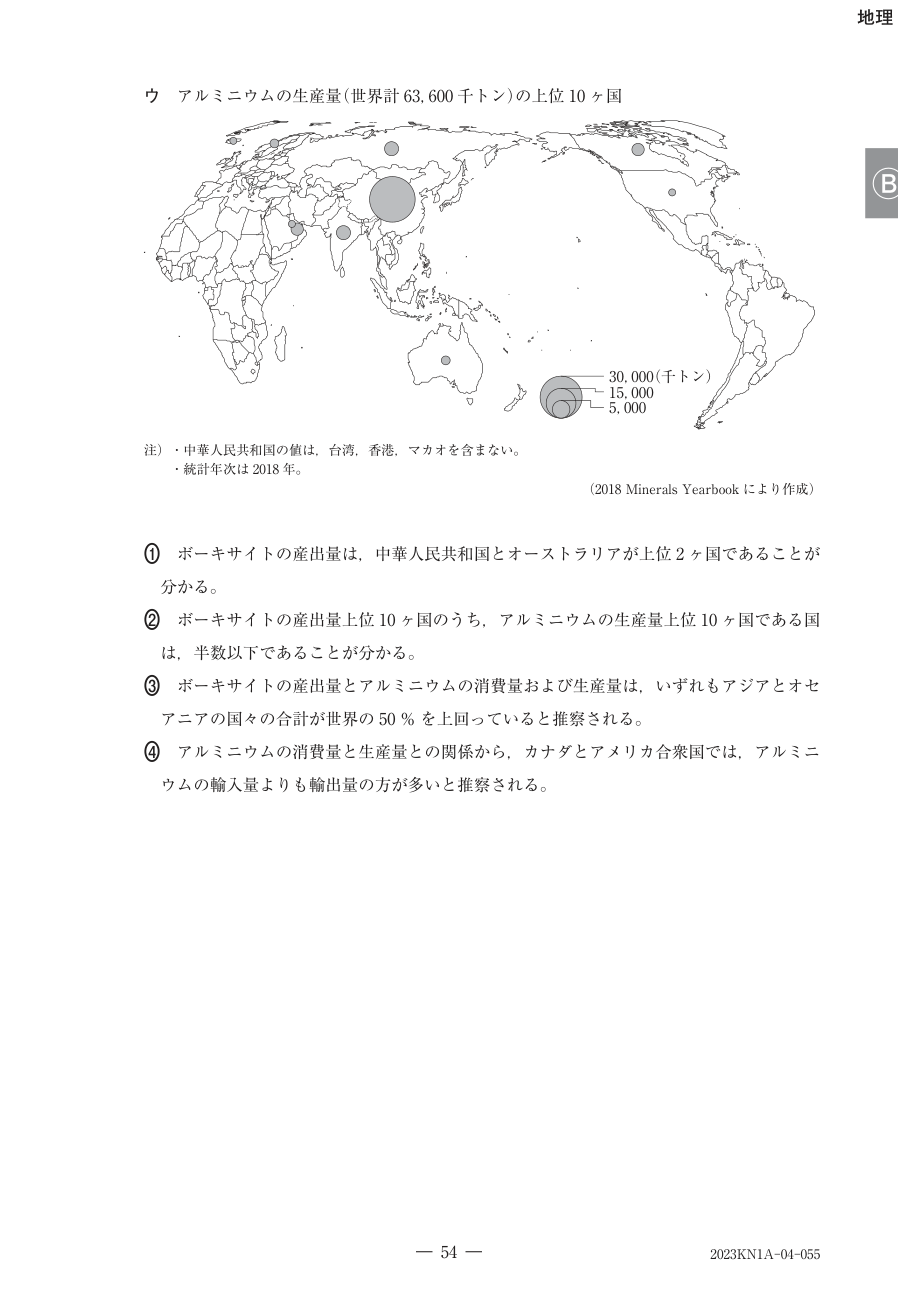 地理
ウ アルミニウムの生産量(世界計 63,600 千トン)の上位 10 ヶ国
B
30,000(千トン)
15,000
5,000
注) ・中華人民共和国の値は,台湾,香港,マカオを含まない。
・統計年次は 2018 年。
(2018 Minerals Yearbook により作成)
① ボーキサイトの産出量は,中華人民共和国とオーストラリアが上位 2 ヶ国であることが
分かる。
② ボーキサイトの産出量上位 10 ヶ国のうち,アルミニウムの生産量上位 10 ヶ国である国
は,半数以下であることが分かる。
③ ボーキサイトの産出量とアルミニウムの消費量および生産量は,いずれもアジアとオセ
アニアの国々の合計が世界の 50 % を上回っていると推察される。
④ アルミニウムの消費量と生産量との関係から,カナダとアメリカ合衆国では,アルミニ
ウムの輸入量よりも輸出量の方が多いと推察される。
— 54 —
2023KN1A-04-055